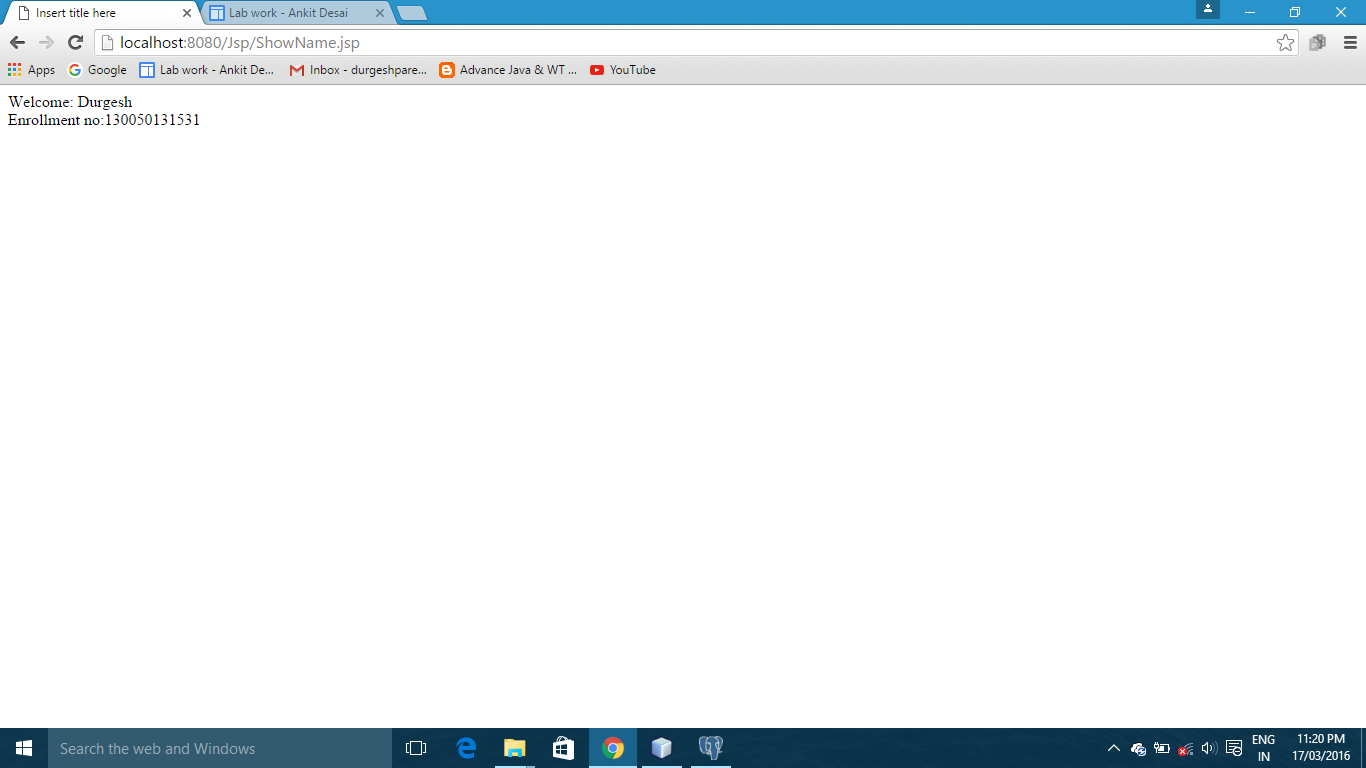 Insert title here
Lab work - Ankit Desai
localhost:8080/Jsp/ShowName.jsp
Apps
Google
Lab work - Ankit De...
Inbox - durgeshpare...
Advance Java & WT ...
YouTube
Welcome: Durgesh
Enrollment no:130050131531
Search the web and Windows
ENG
IN
11:20 PM
17/03/2016